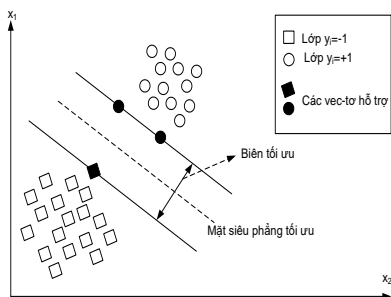 x₁
Lớp yᵢ=-1
Lớp yᵢ=+1
Các vec-tơ hỗ trợ
Biên tối ưu
Mặt siêu phẳng tối ưu
x₂